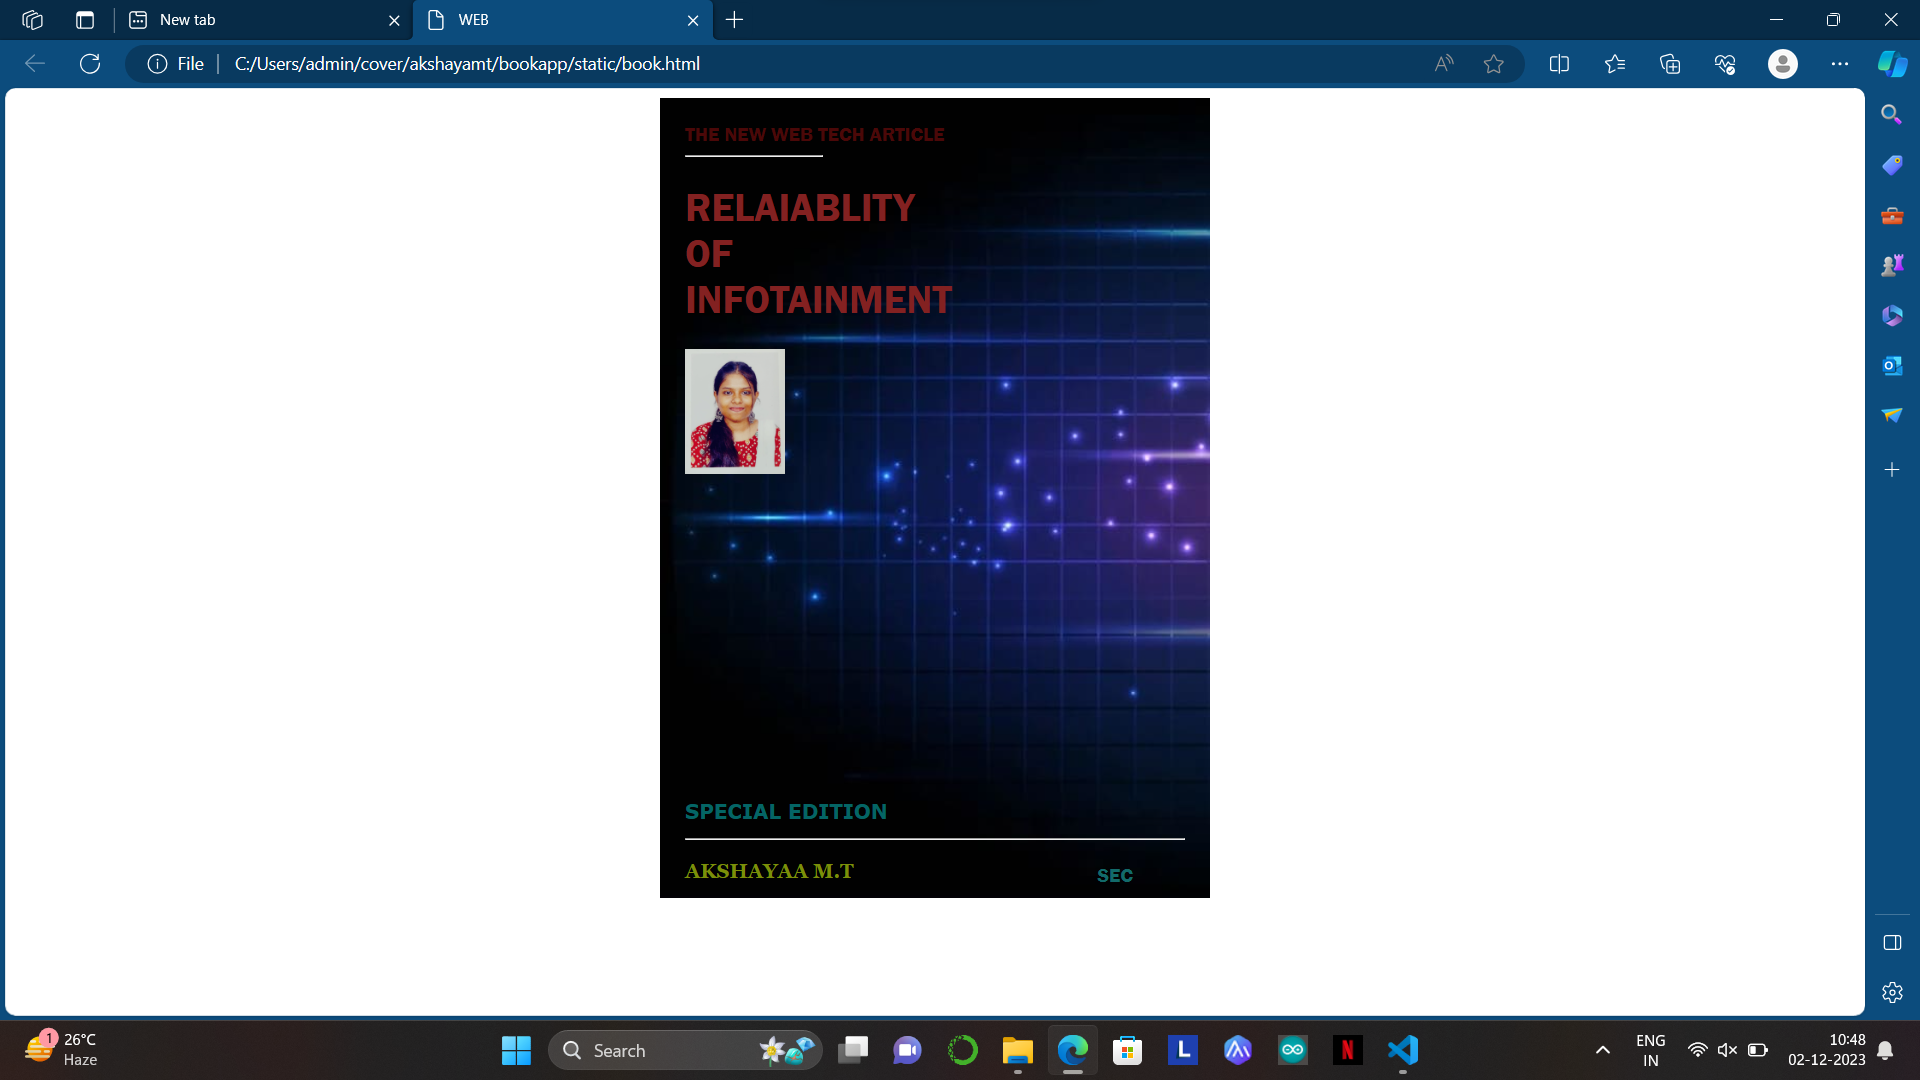 New tab
WEB
File
C:/Users/admin/cover/akshayamt/bookapp/static/book.html
THE NEW WEB TECH ARTICLE
RELAIABLITY
OF
INFOTAINMENT
SPECIAL EDITION
AKSHAYAA M.T
SEC
1
26°C
Haze
Search
L
N
ENG
IN
10:48
02-12-2023